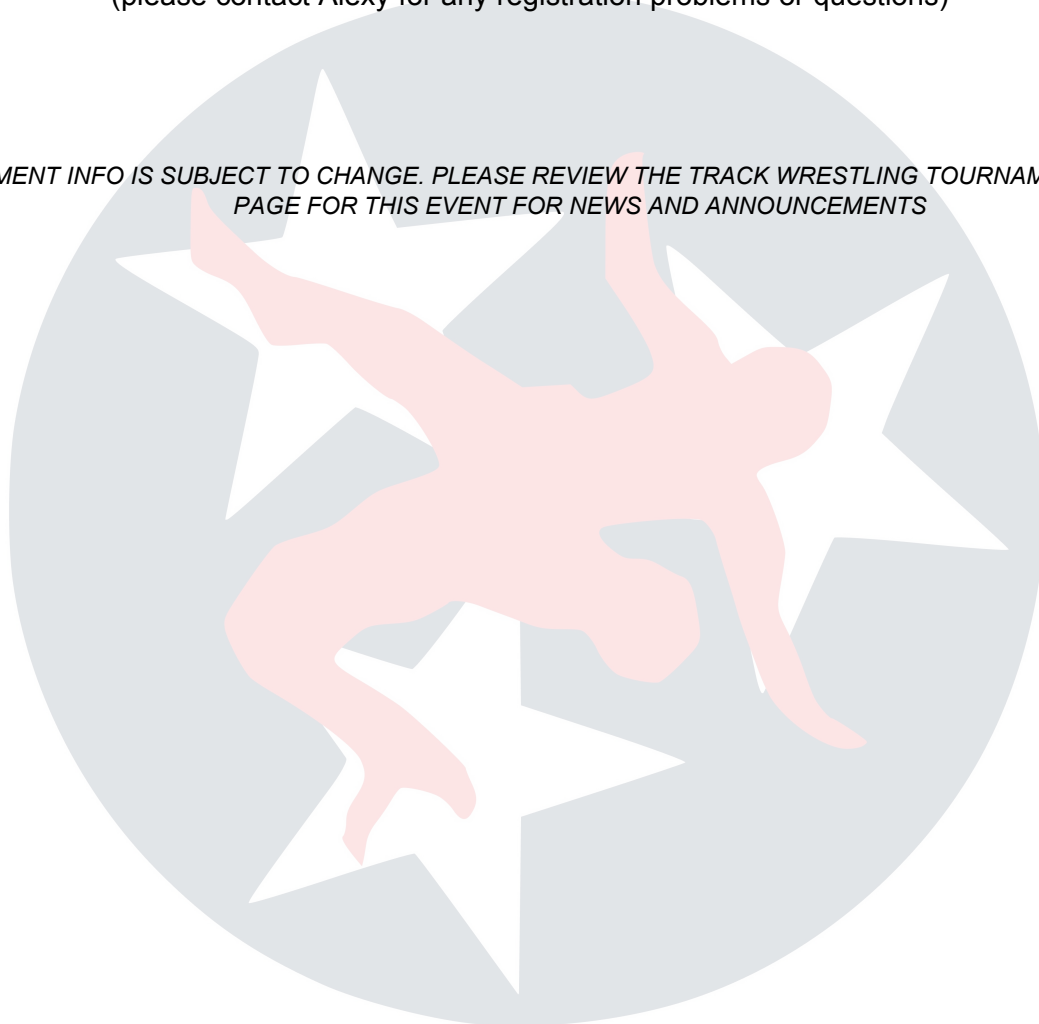 (please contact Alexy for any registration problems or questions)
MENT INFO IS SUBJECT TO CHANGE. PLEASE REVIEW THE TRACK WRESTLING TOURNAM
PAGE FOR THIS EVENT FOR NEWS AND ANNOUNCEMENTS